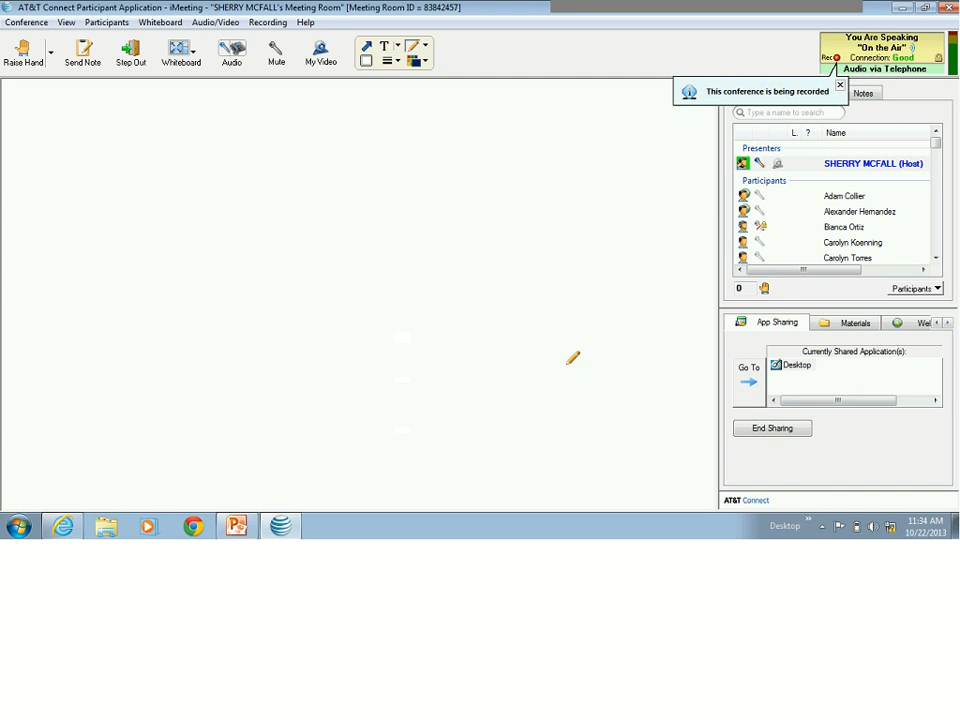 AT&T Connect Participant Application - iMeeting - "SHERRY MCFALL's Meeting Room" [Meeting Room ID = 83842457]
Conference View Participants Whiteboard Audio/Video Recording Help
Raise Hand Send Note Step Out Whiteboard Audio Mute My Video
T
You Are Speaking
"On the Air"
Rec Connection: Good
Audio via Telephone
This conference is being recorded
Notes
Type a name to search
L. ? Name
Presenters
SHERRY MCFALL (Host)
Participants
Adam Collier
Alexander Hernandez
Bianca Ortiz
Carolyn Koenning
Carolyn Torres
0 Participants
App Sharing Materials We
Currently Shared Application(s):
Go To
Desktop
End Sharing
AT&T Connect
Desktop
11:34 AM
10/22/2013